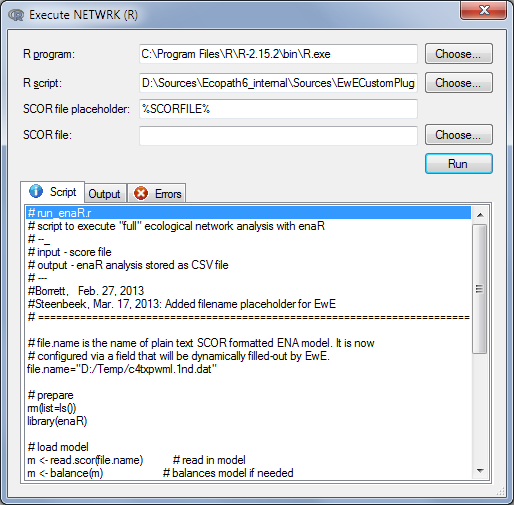 Execute NETWRK (R)
R program: C:\Program Files\R\R-2.15.2\bin\R.exe Choose...
R script: D:\Sources\Ecopath6_internal\Sources\EwECustomPlug Choose...
SCOR file placeholder: %SCORFILE%
SCOR file: Choose...
Run
Script Output Errors
# run_enaR.r
# script to execute "full" ecological network analysis with enaR
# --_
# input - score file
# output - enaR analysis stored as CSV file
# ---
#Borrett, Feb. 27, 2013
#Steenbeek, Mar. 17, 2013: Added filename placeholder for EwE
# =======================================================================
# file.name is the name of plain text SCOR formatted ENA model. It is now
# configured via a field that will be dynamically filled-out by EwE.
file.name="D:/Temp/c4txpwml.1nd.dat"
# prepare
rm(list=ls())
library(enaR)
# load model
m <- read.scor(file.name) # read in model
m <- balance(m) # balances model if needed